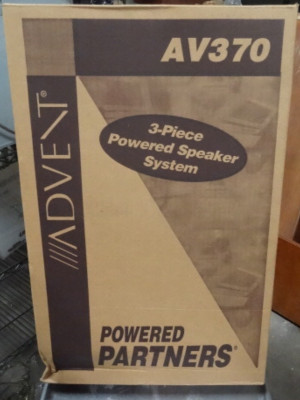 AV370
ADVENT®
3-Piece
Powered Speaker
System
POWERED
PARTNERS®